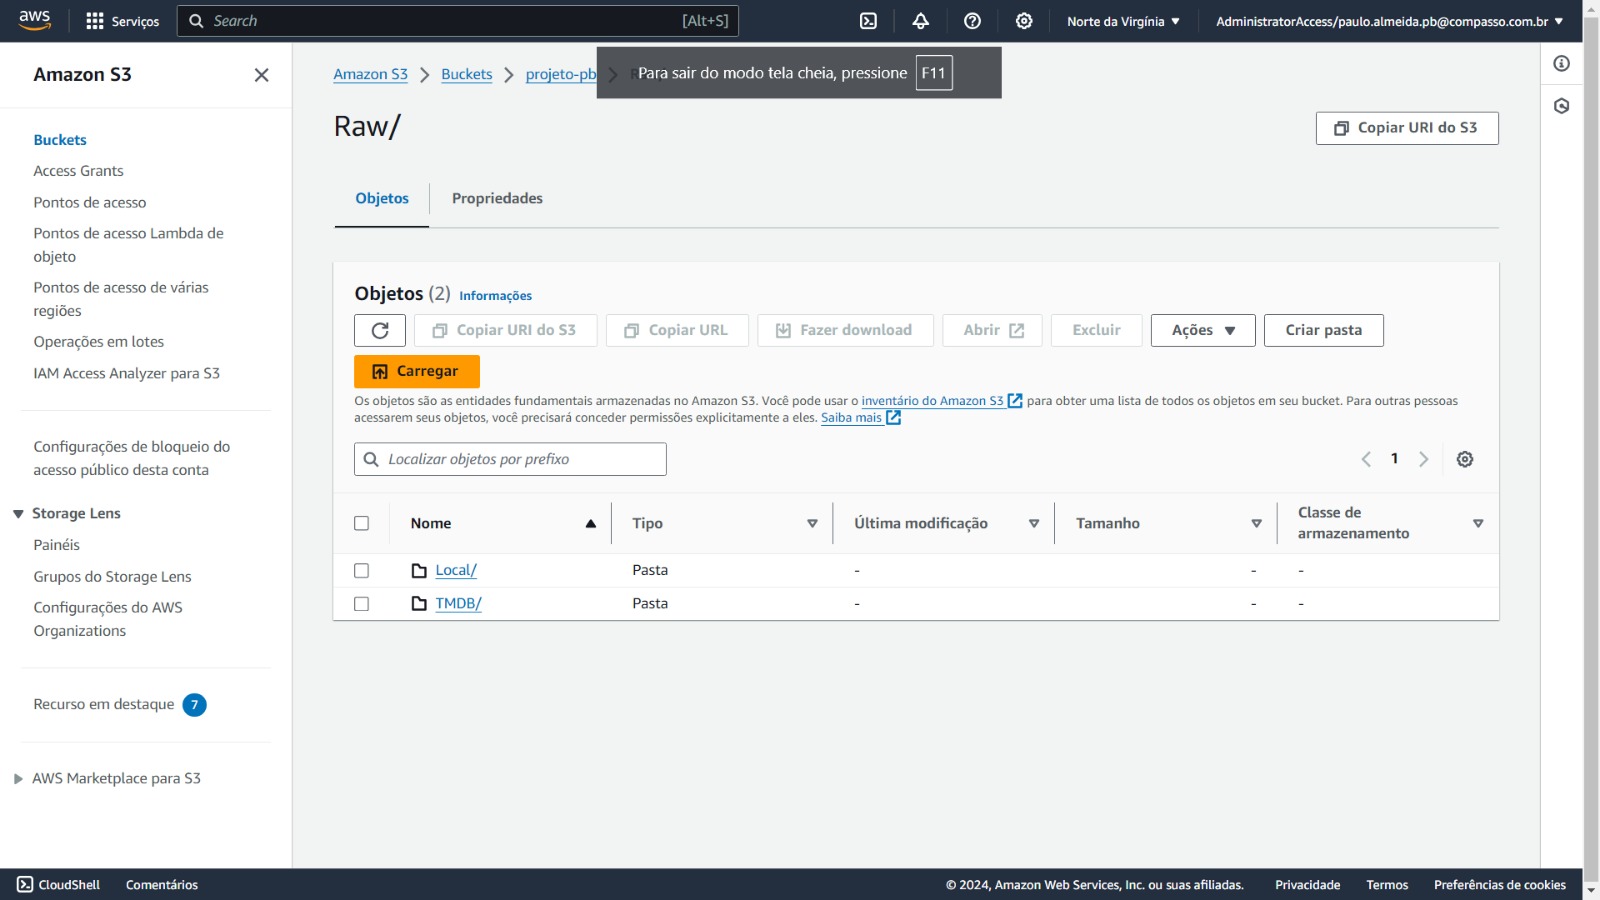 aws
Serviços
Search
[Alt+S]
Norte da Virgínia
AdministratorAccess/paulo.almeida.pb@compasso.com.br
Amazon S3
Buckets
Access Grants
Pontos de acesso
Pontos de acesso Lambda de
objeto
Pontos de acesso de várias
regiões
Operações em lotes
IAM Access Analyzer para S3
Configurações de bloqueio do
acesso público desta conta
Storage Lens
Painéis
Grupos do Storage Lens
Configurações do AWS
Organizations
Recurso em destaque 7
AWS Marketplace para S3
Amazon S3
Buckets
projeto-pb
Para sair do modo tela cheia, pressione F11
Raw/
Copiar URI do S3
Objetos
Propriedades
Objetos (2) Informações
Copiar URI do S3
Copiar URL
Fazer download
Abrir
Excluir
Ações
Criar pasta
Carregar
Os objetos são as entidades fundamentais armazenadas no Amazon S3. Você pode usar o inventário do Amazon S3 para obter uma lista de todos os objetos em seu bucket. Para outras pessoas
acessarem seus objetos, você precisará conceder permissões explicitamente a eles. Saiba mais
Localizar objetos por prefixo
1
Nome
Tipo
Última modificação
Tamanho
Classe de
armazenamento
Local/ Pasta - - -
TMDB/ Pasta - - -
CloudShell
Comentários
© 2024, Amazon Web Services, Inc. ou suas afiliadas.
Privacidade
Termos
Preferências de cookies